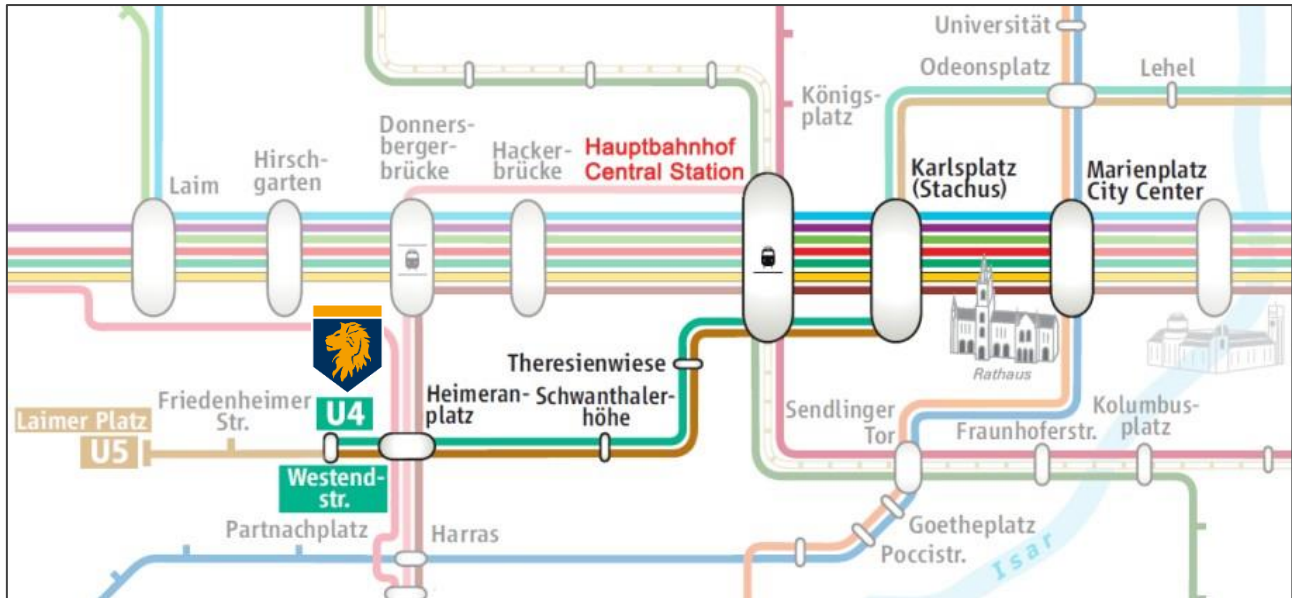 Universität
Odeonsplatz
Lehel
Königs-
platz
Donners-
berger-
brücke
Hacker-
brücke
Hauptbahnhof
Central Station
Hirsch-
garten
Laim
Karlsplatz
(Stachus)
Marienplatz
City Center
Rathaus
Theresienwiese
Heimeran-
platz
Schwanthaler-
höhe
Friedenheimer
Str.
Laimer Platz
U5
U4
Westend-
str.
Sendlinger
Tor
Fraunhoferstr.
Kolumbus-
platz
Partnachplatz
Harras
Goetheplatz
Poccistr.
Isar